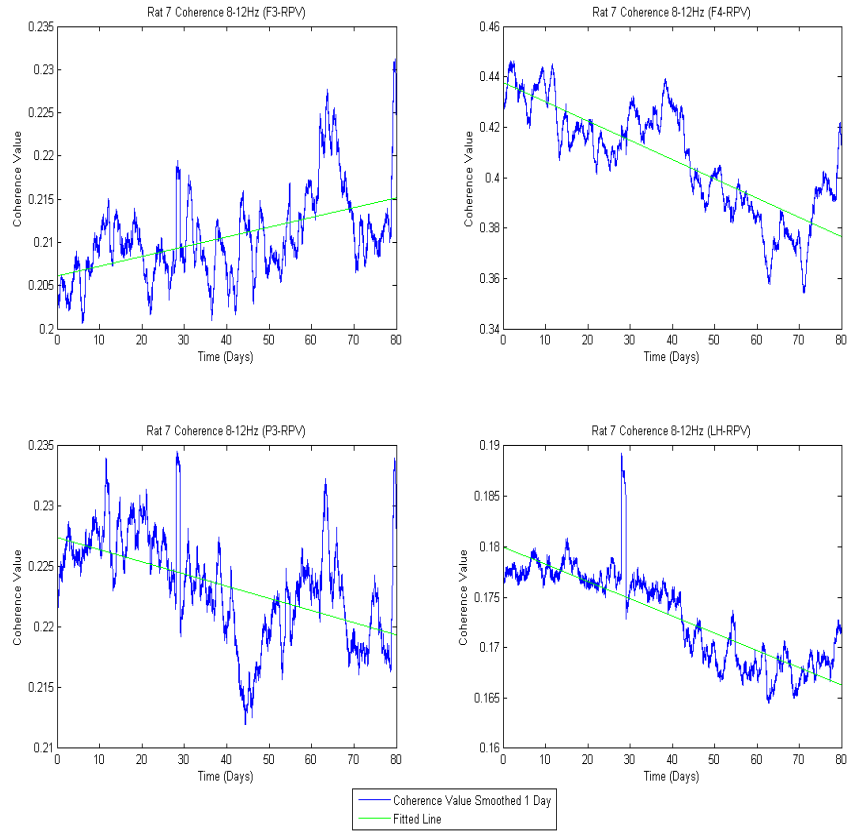 Rat 7 Coherence 8-12Hz (F3-RPV)
0.235
0.23
0.225
0.22
0.215
0.21
0.205
0.2
Coherence Value
0 10 20 30 40 50 60 70 80
Time (Days)
Rat 7 Coherence 8-12Hz (F4-RPV)
0.46
0.44
0.42
0.4
0.38
0.36
0.34
Coherence Value
0 10 20 30 40 50 60 70 80
Time (Days)
Rat 7 Coherence 8-12Hz (P3-RPV)
0.235
0.23
0.225
0.22
0.215
0.21
Coherence Value
0 10 20 30 40 50 60 70 80
Time (Days)
Rat 7 Coherence 8-12Hz (LH-RPV)
0.19
0.185
0.18
0.175
0.17
0.165
0.16
Coherence Value
0 10 20 30 40 50 60 70 80
Time (Days)
Coherence Value Smoothed 1 Day
Fitted Line